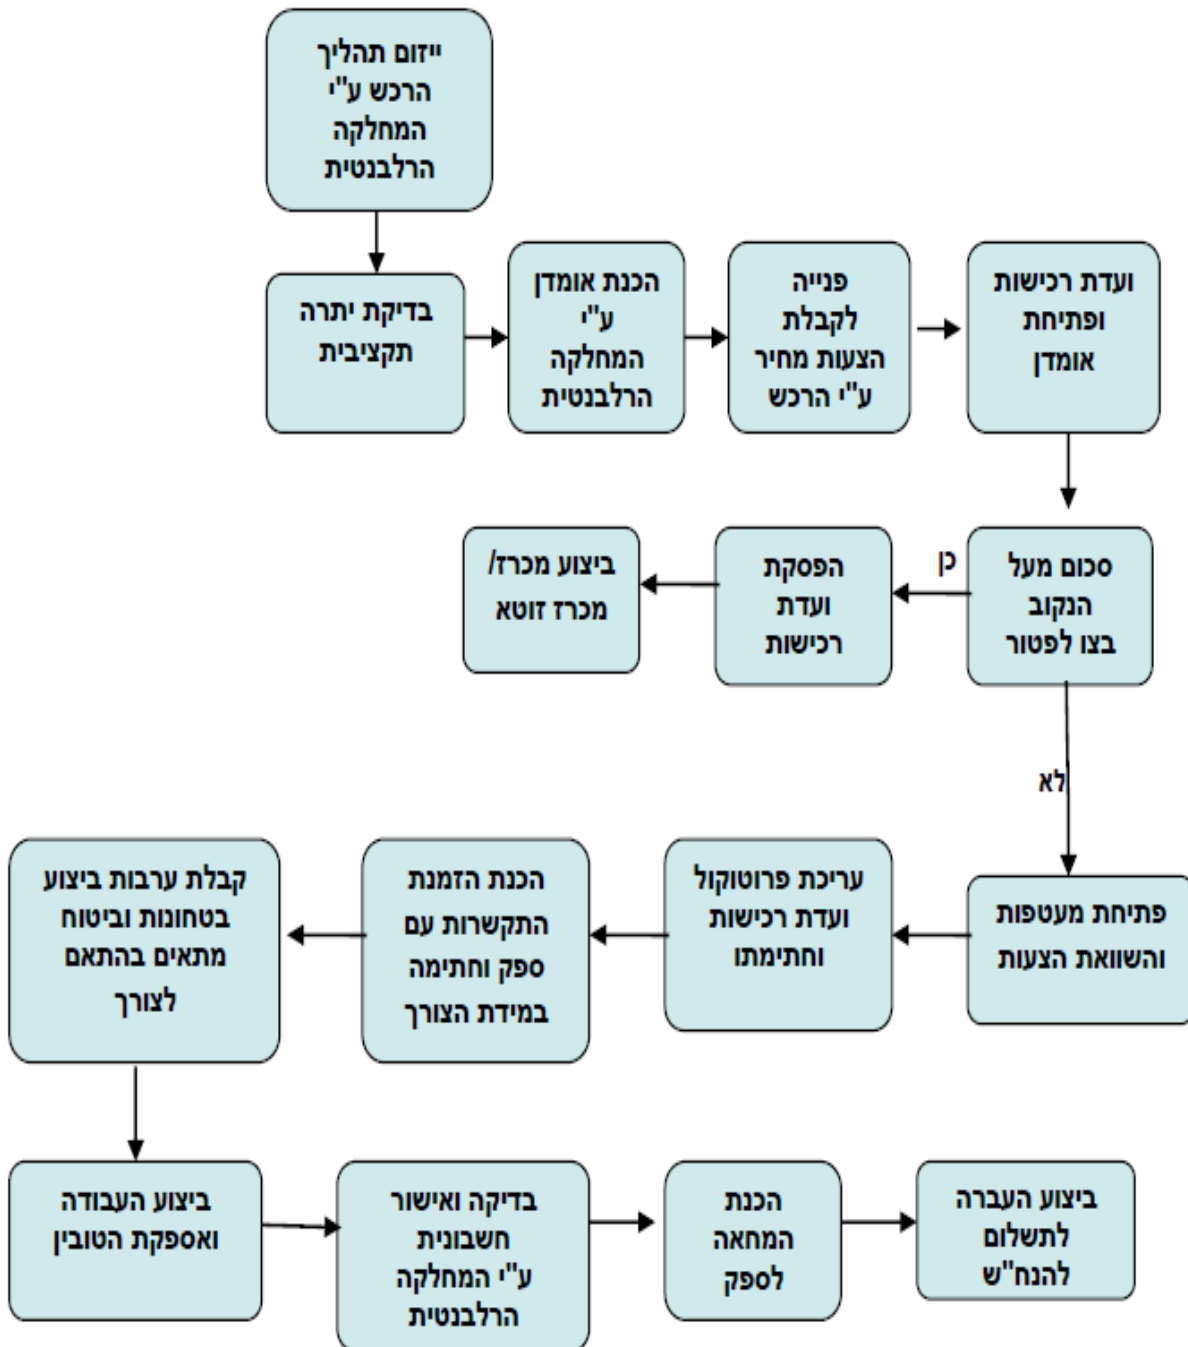 ייזום תהליך
הרכש ע"י
המחלקה
הרלבנטית
בדיקת יתרה
תקציבית
הכנת אומדן
ע"י
המחלקה
הרלבנטית
פנייה
לקבלת
הצעות מחיר
ע"י הרכש
ועדת רכישות
ופתיחת
אומדן
סכום מעל
הנקוב
בצו לפטור
כן
הפסקת
ועדת
רכישות
ביצוע מכרז/
מכרז זוטא
לא
פתיחת מעטפות
והשוואת הצעות
עריכת פרוטוקול
ועדת רכישות
וחתימתו
הכנת הזמנת
התקשרות עם
ספק וחתימה
במידת הצורך
קבלת ערבות ביצוע
בטחונות וביטוח
מתאים בהתאם
לצורך
ביצוע העבודה
ואספקת הטובין
בדיקה ואישור
חשבונית
ע"י המחלקה
הרלבנטית
הכנת
המחאה
לספק
ביצוע העברה
לתשלום
להנח"ש